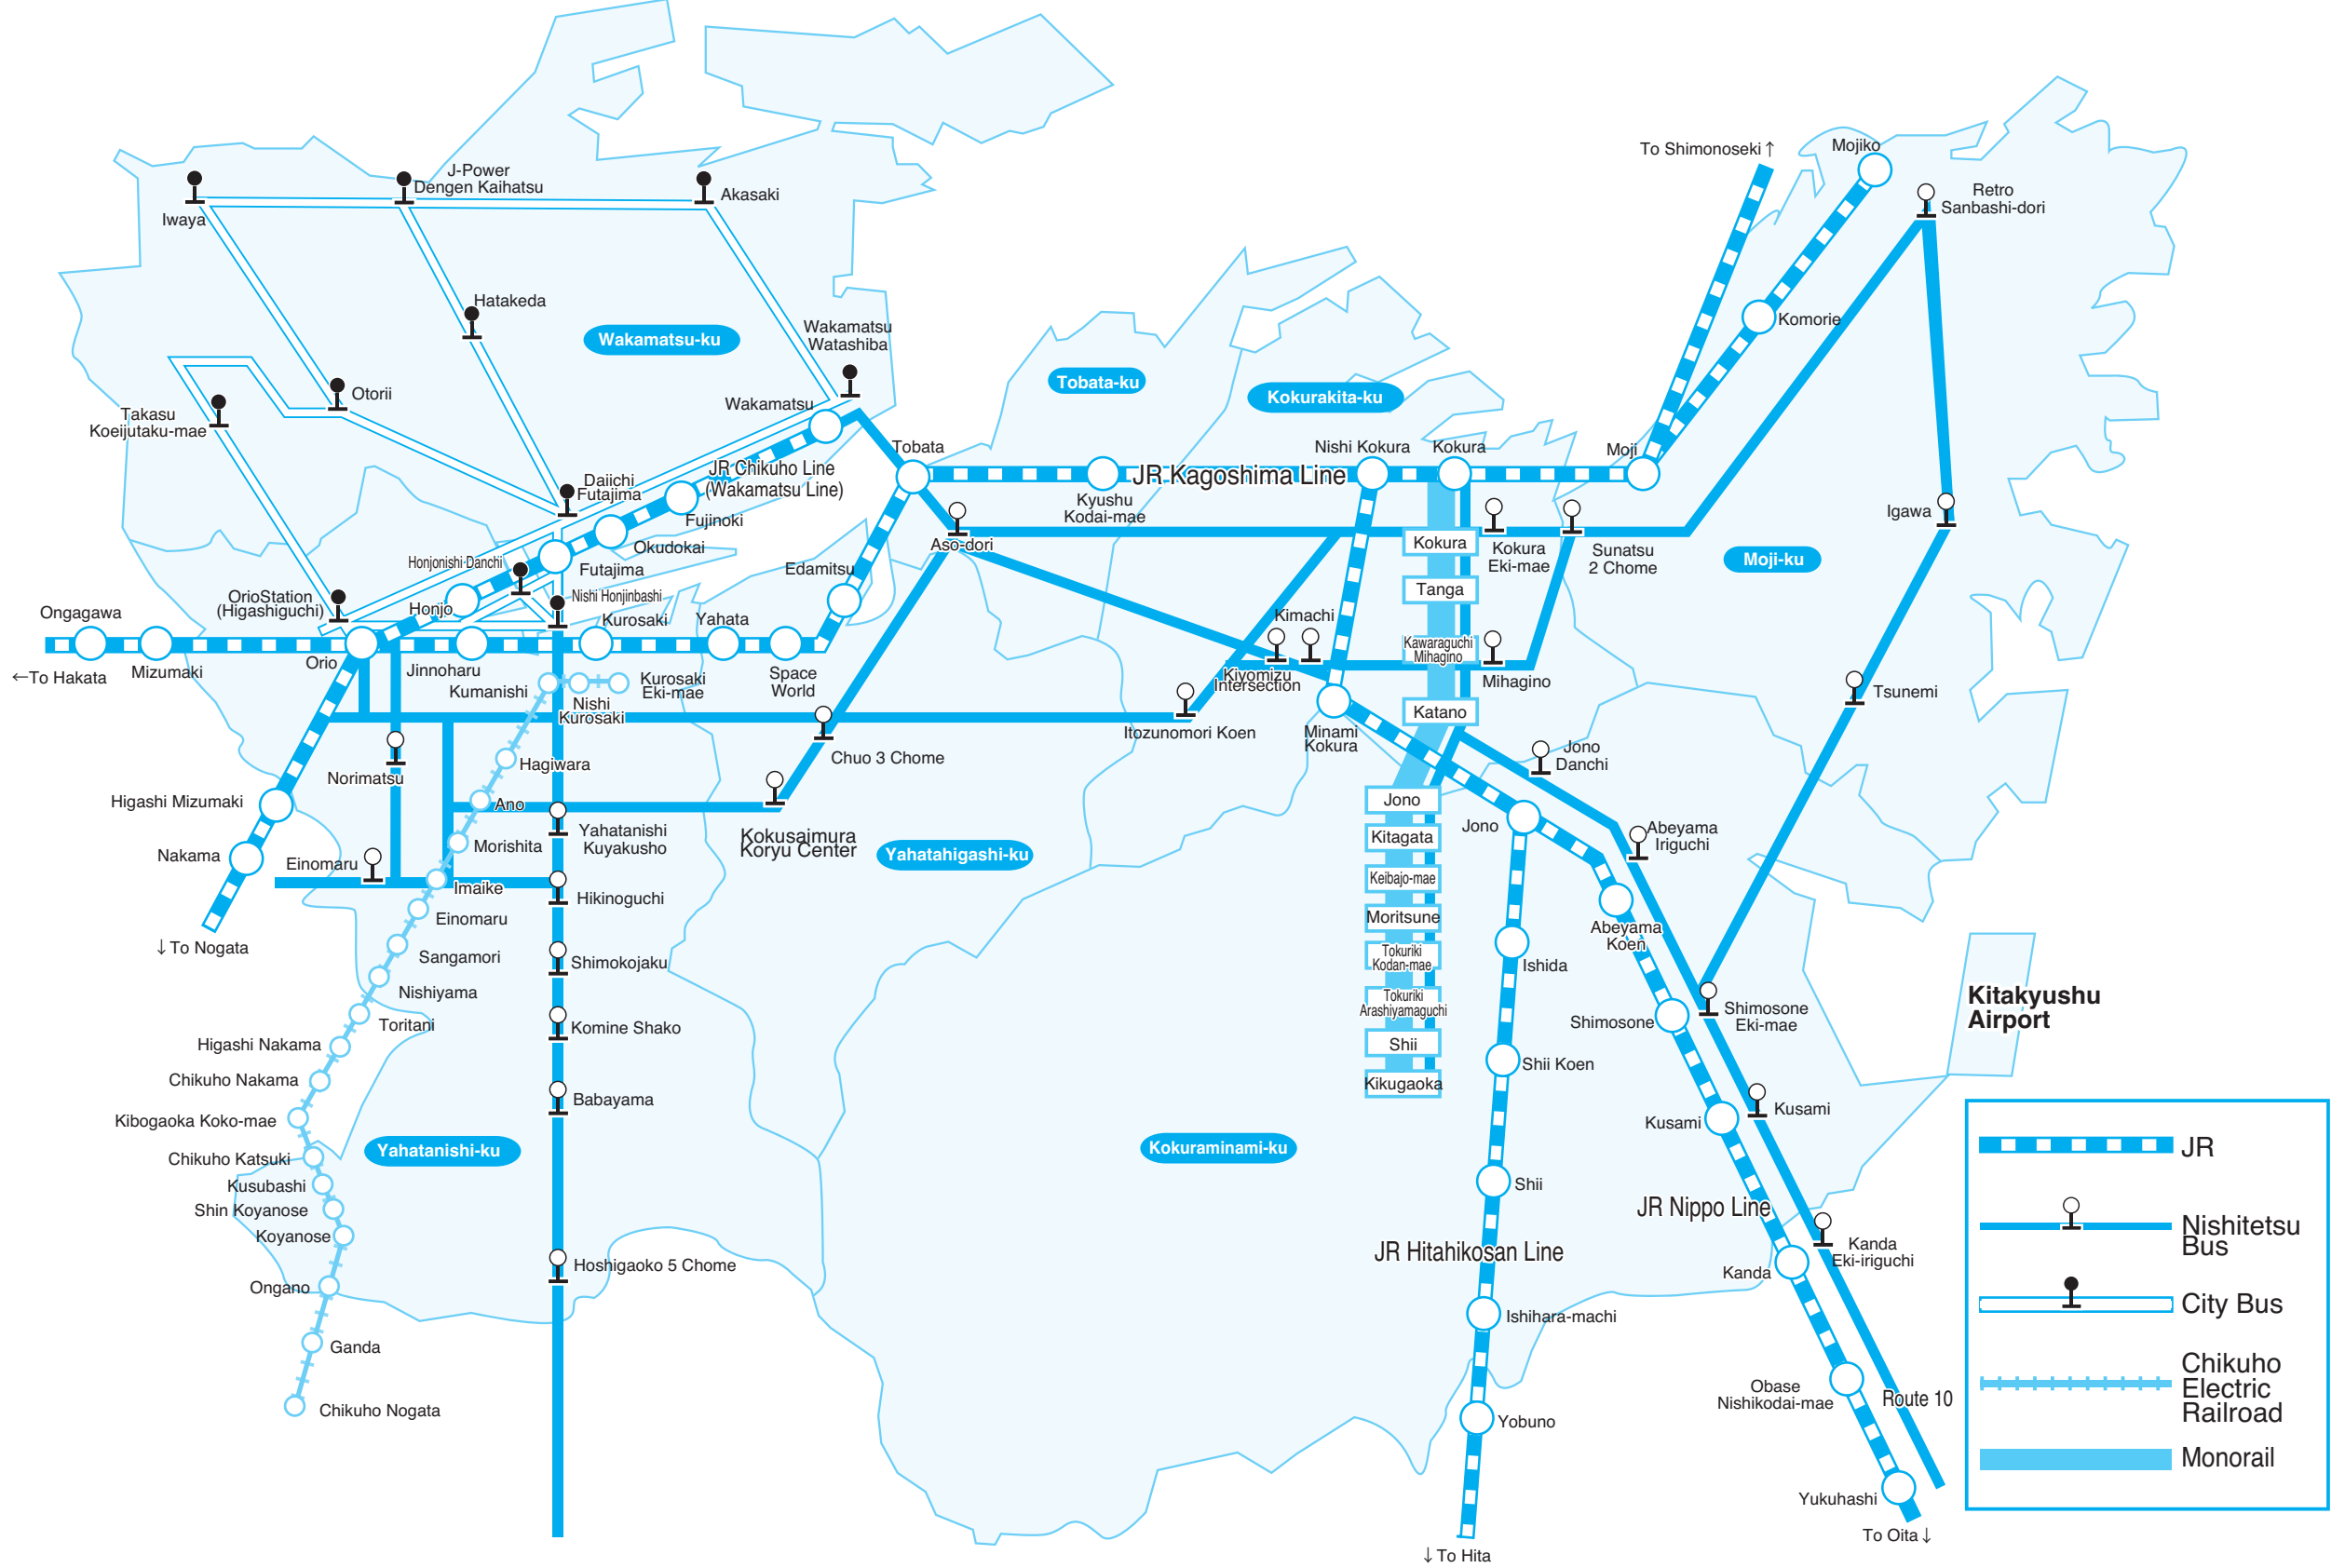 To Shimonoseki ↑
Mojiko
J-Power
Dengen Kaihatsu
Akasaki
Iwaya
Retro
Sanbashi-dori
Hatakeda
Wakamatsu-ku
Wakamatsu
Watashiba
Komorie
Tobata-ku
Kokurakita-ku
Otorii
Takasu
Koeijutaku-mae
Wakamatsu
Tobata
Nishi Kokura
Kokura
Moji
JR Chikuho Line
(Wakamatsu Line)
JR Kagoshima Line
Daiichi
Futajima
Kyushu
Kodai-mae
Fujinoki
Igawa
Okudokai
Aso-dori
Kokura
Kokura
Eki-mae
Sunatsu
2 Chome
Moji-ku
Honjonishi Danchi
Futajima
Edamitsu
Tanga
OrioStation
(Higashiguchi)
Honjo
Nishi Honjinbashi
Ongagawa
Kurosaki
Yahata
Kimachi
Kawaraguchi
Mihagino
←To Hakata
Mizumaki
Orio
Jinnoharu
Space
World
Kiyomizu
Intersection
Mihagino
Kumanishi
Kurosaki
Eki-mae
Tsunemi
Nishi
Kurosaki
Katano
Itozunomori Koen
Minami
Kokura
Norimatsu
Hagiwara
Chuo 3 Chome
Jono
Danchi
Higashi Mizumaki
Ano
Jono
Jono
Yahatanishi
Kuyakusho
Kokusaimura
Koryu Center
Yahatahigashi-ku
Kitagata
Abeyama
Iriguchi
Nakama
Einomaru
Morishita
Keibajo-mae
Imaike
Hikinoguchi
Moritsune
Einomaru
Abeyama
Koen
↓To Nogata
Sangamori
Shimokojaku
Tokuriki
Kodan-mae
Ishida
Nishiyama
Tokuriki
Arashiyamaguchi
Kitakyushu
Airport
Toritani
Komine Shako
Shimosone
Shimosone
Eki-mae
Higashi Nakama
Shii
Shii Koen
Chikuho Nakama
Babayama
Kikugaoka
Kibogaoka Koko-mae
Kusami
Kusami
Yahatanishi-ku
Kokuraminami-ku
JR
Chikuho Katsuki
Kusubashi
Shii
Shin Koyanose
JR Nippo Line
Koyanose
Nishitetsu
Bus
JR Hitahikosan Line
Kanda
Eki-iriguchi
Hoshigaoko 5 Chome
Kanda
Ongano
City Bus
Ishihara-machi
Ganda
Chikuho
Electric
Railroad
Obase
Nishikodai-mae
Route 10
Chikuho Nogata
Yobuno
Monorail
Yukuhashi
To Oita↓
↓To Hita